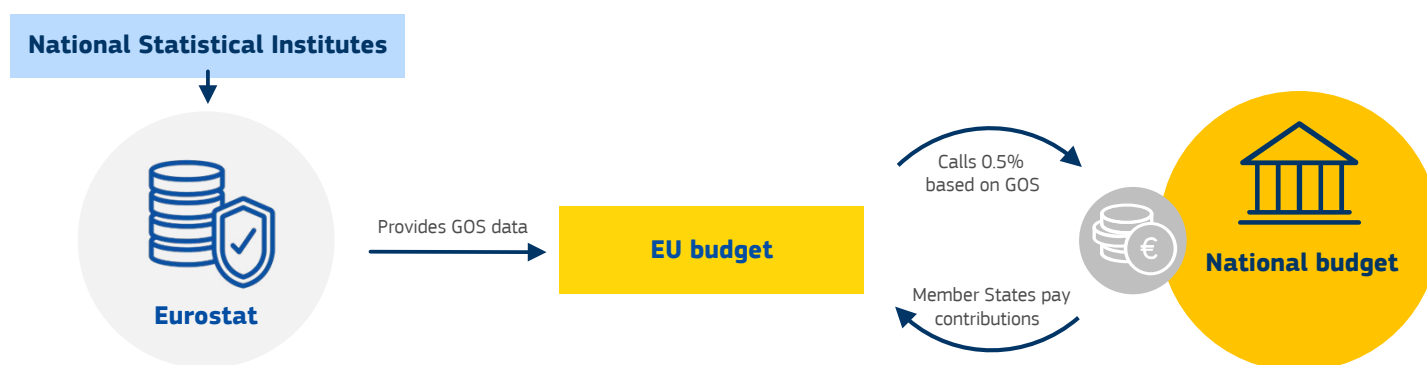 National Statistical Institutes
Eurostat
Provides GOS data
EU budget
Calls 0.5%
based on GOS
Member States pay
contributions
€
National budget